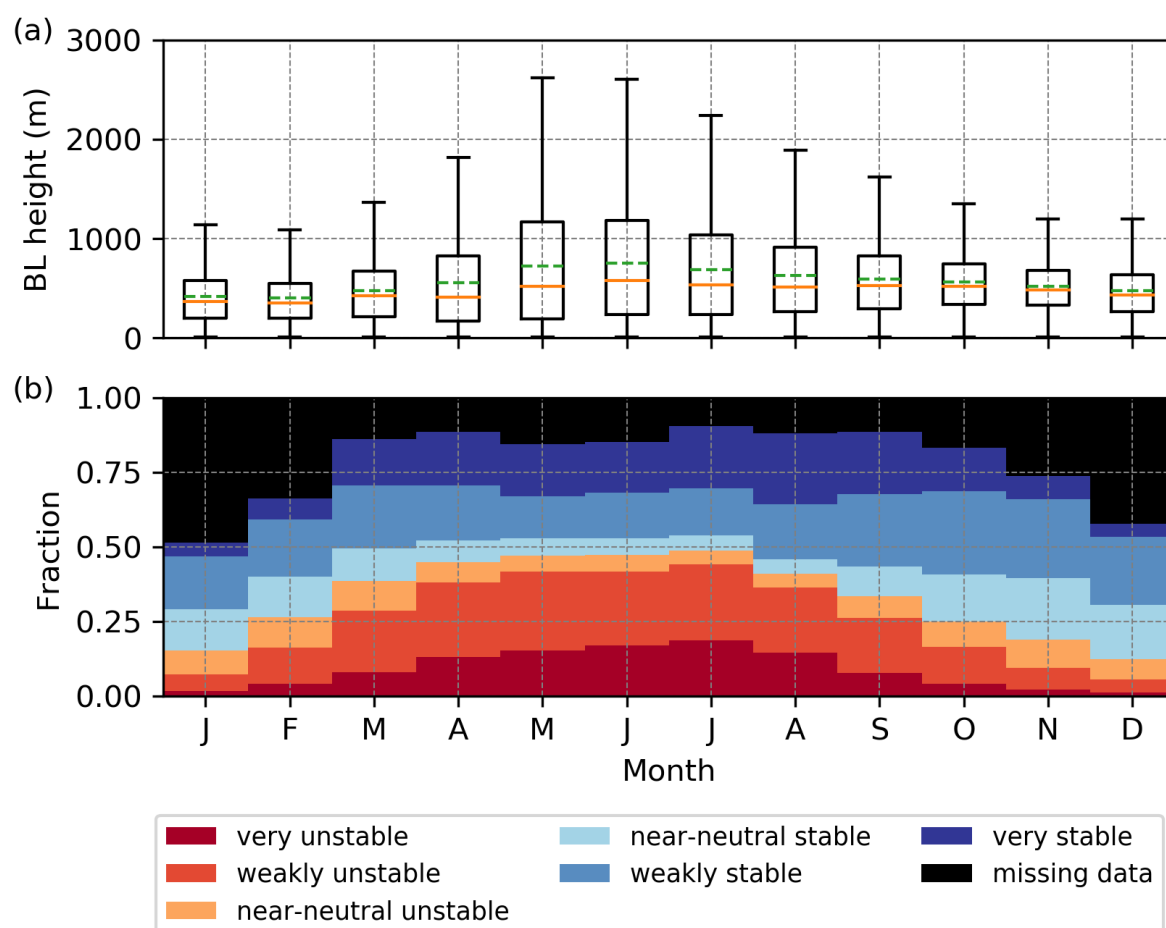 (a)
BL height (m)
3000
2000
1000
0
(b)
Fraction
1.00
0.75
0.50
0.25
0.00
J F M A M J J A S O N D
Month
very unstable
weakly unstable
near-neutral unstable
near-neutral stable
weakly stable
very stable
missing data